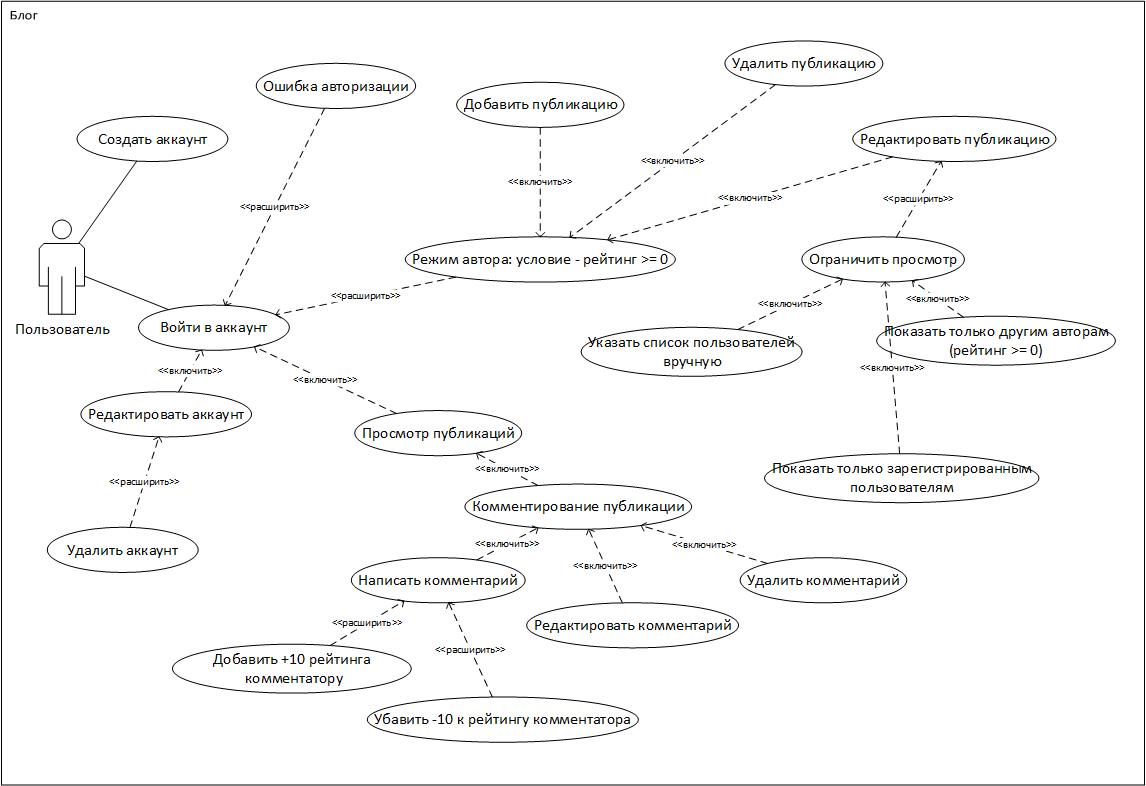 Блог
Удалить публикацию
Ошибка авторизации
Добавить публикацию
Создать аккаунт
Редактировать публикацию
<<включить>>
<<включить>>
<<включить>>
<<расширить>>
<<расширить>>
Режим автора: условие - рейтинг >= 0
Ограничить просмотр
<<расширить>>
<<включить>>
<<включить>>
Пользователь
Войти в аккаунт
Указать список пользователей
вручную
Показать только другим авторам
(рейтинг >= 0)
<<включить>>
<<включить>>
<<включить>>
Редактировать аккаунт
Просмотр публикаций
<<включить>>
Показать только зарегистрированным
пользователям
<<расширить>>
Комментирование публикации
Удалить аккаунт
<<включить>>
<<включить>>
<<включить>>
Написать комментарий
Удалить комментарий
Редактировать комментарий
<<расширить>>
<<расширить>>
Добавить +10 рейтинга
комментатору
Убавить -10 к рейтингу комментатора